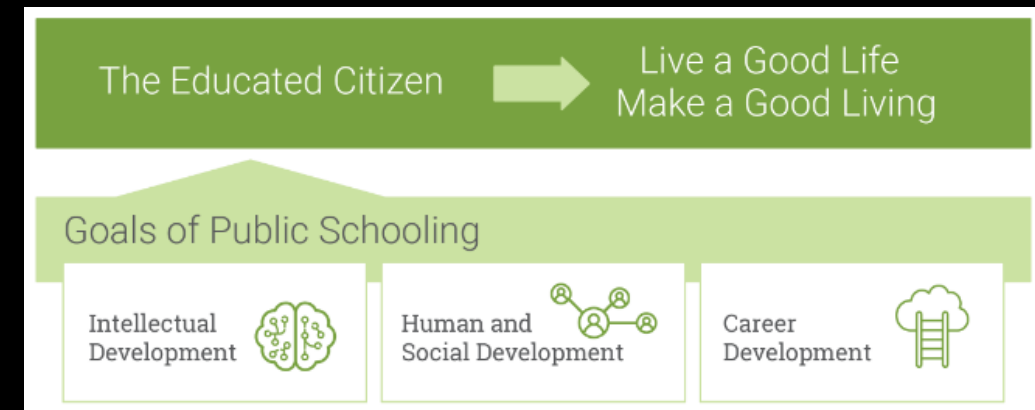 The Educated Citizen
Live a Good Life
Make a Good Living
Goals of Public Schooling
Intellectual
Development
Human and
Social Development
Career
Development